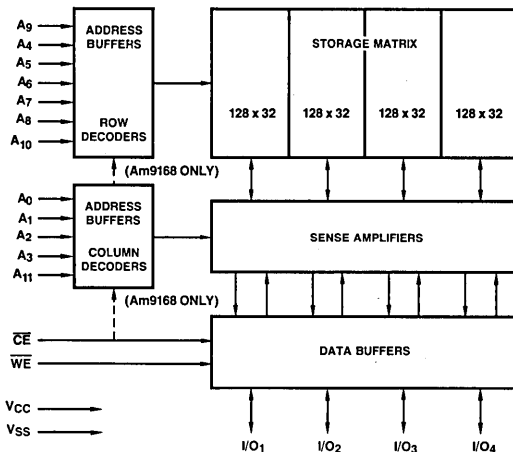 A9
A4
A5
A6
A7
A8
A10
ADDRESS
BUFFERS
ROW
DECODERS
STORAGE MATRIX
128 x 32 128 x 32 128 x 32 128 x 32
(Am9168 ONLY)
A0
A1
A2
A3
A11
ADDRESS
BUFFERS
COLUMN
DECODERS
SENSE AMPLIFIERS
(Am9168 ONLY)
CE
WE
DATA BUFFERS
VCC
VSS
I/O1 I/O2 I/O3 I/O4